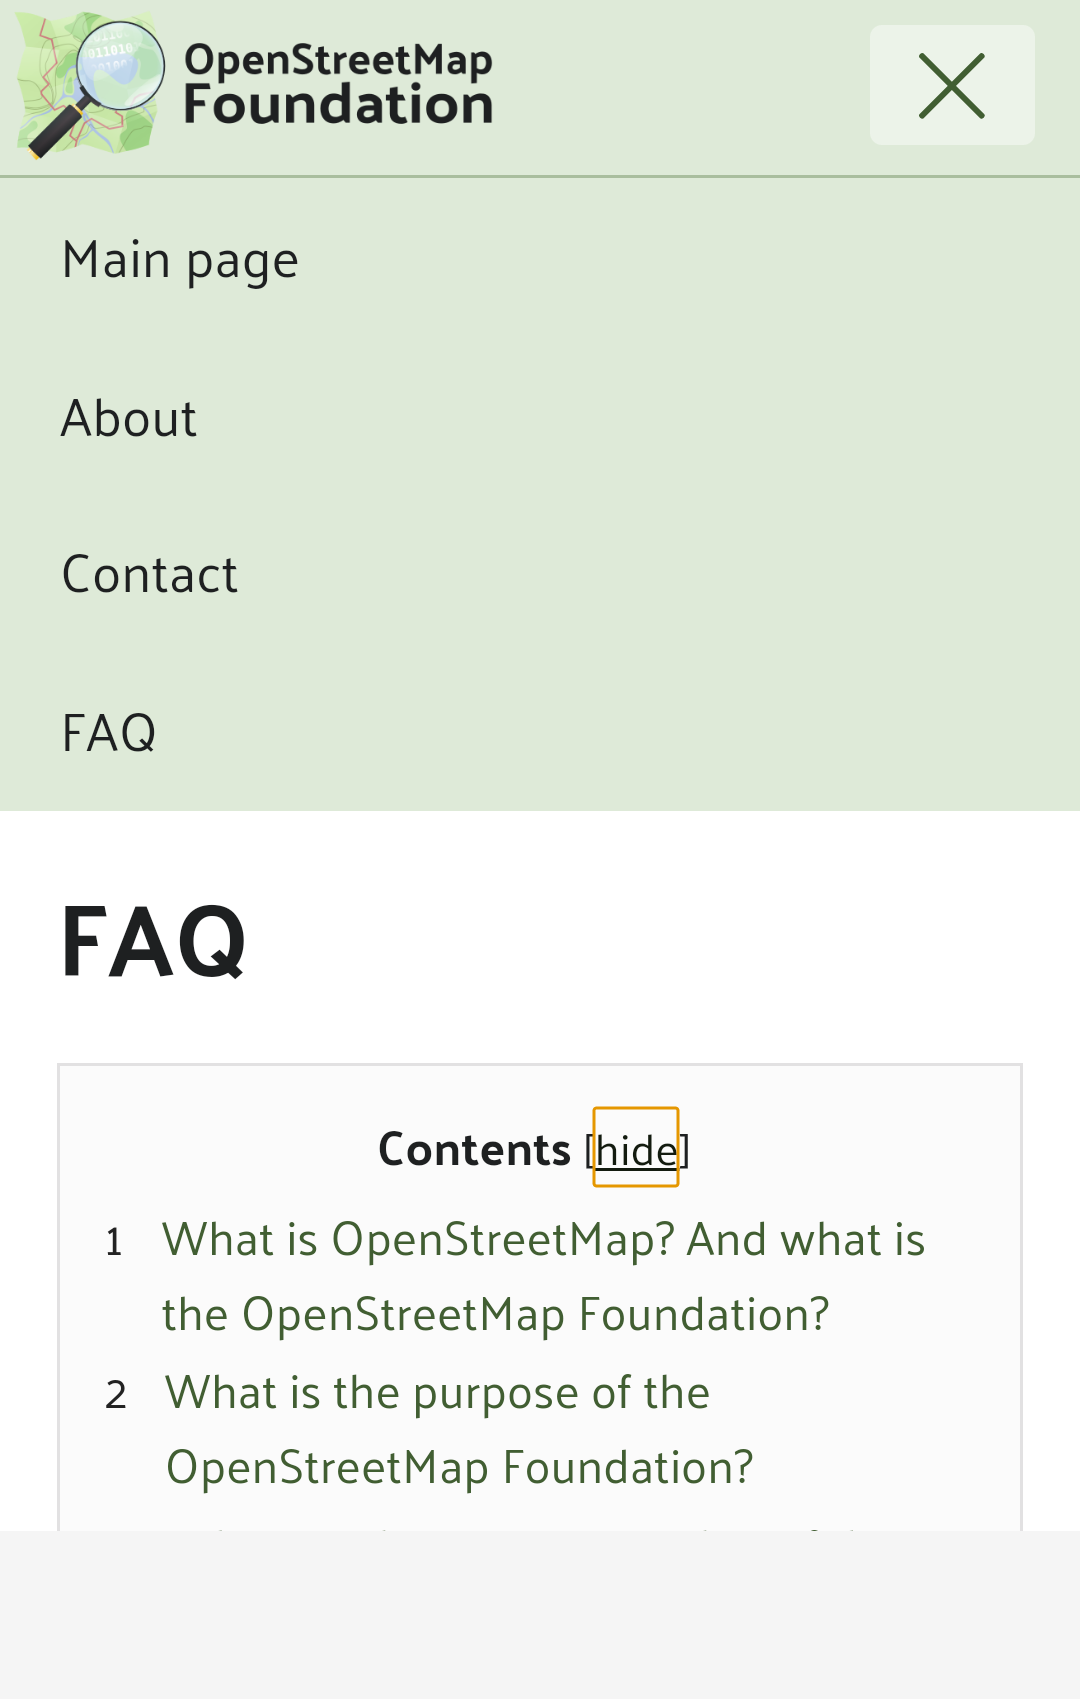 OpenStreetMap
Foundation
Main page
About
Contact
FAQ
FAQ
Contents [hide]
1 What is OpenStreetMap? And what is
the OpenStreetMap Foundation?
2 What is the purpose of the
OpenStreetMap Foundation?